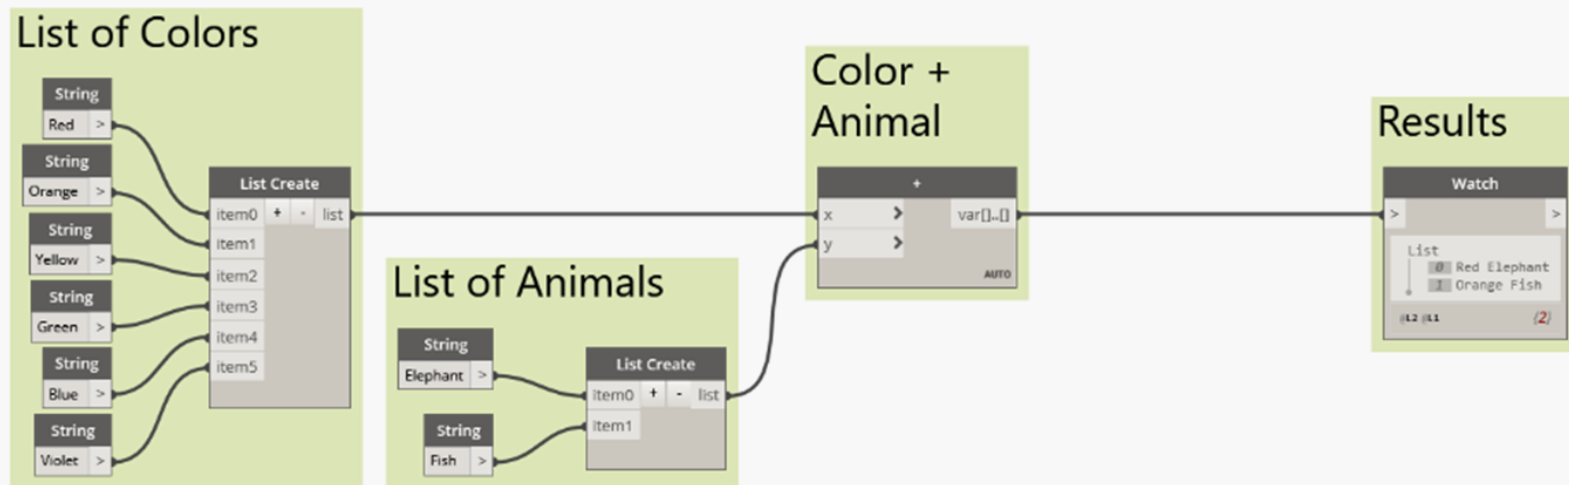 List of Colors
String
Red >
String
Orange >
String
Yellow >
String
Green >
String
Blue >
String
Violet >
List Create
item0 + - list
item1
item2
item3
item4
item5
List of Animals
String
Elephant >
String
Fish >
List Create
item0 + - list
item1
Color +
Animal
+
x > var[]..[]
y >
AUTO
Results
Watch
> >
List
0 Red Elephant
1 Orange Fish
@L2 @L1 {2}